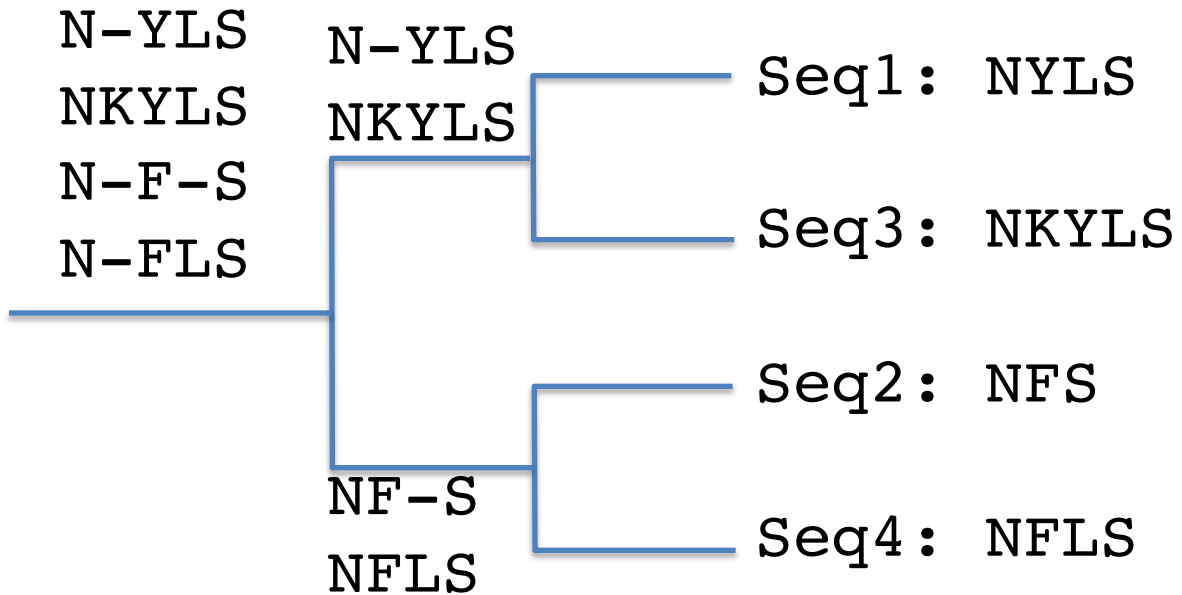 N-YLS
NKYLS
N-F-S
N-FLS
N-YLS
NKYLS
NF-S
NFLS
Seq1: NYLS
Seq3: NKYLS
Seq2: NFS
Seq4: NFLS